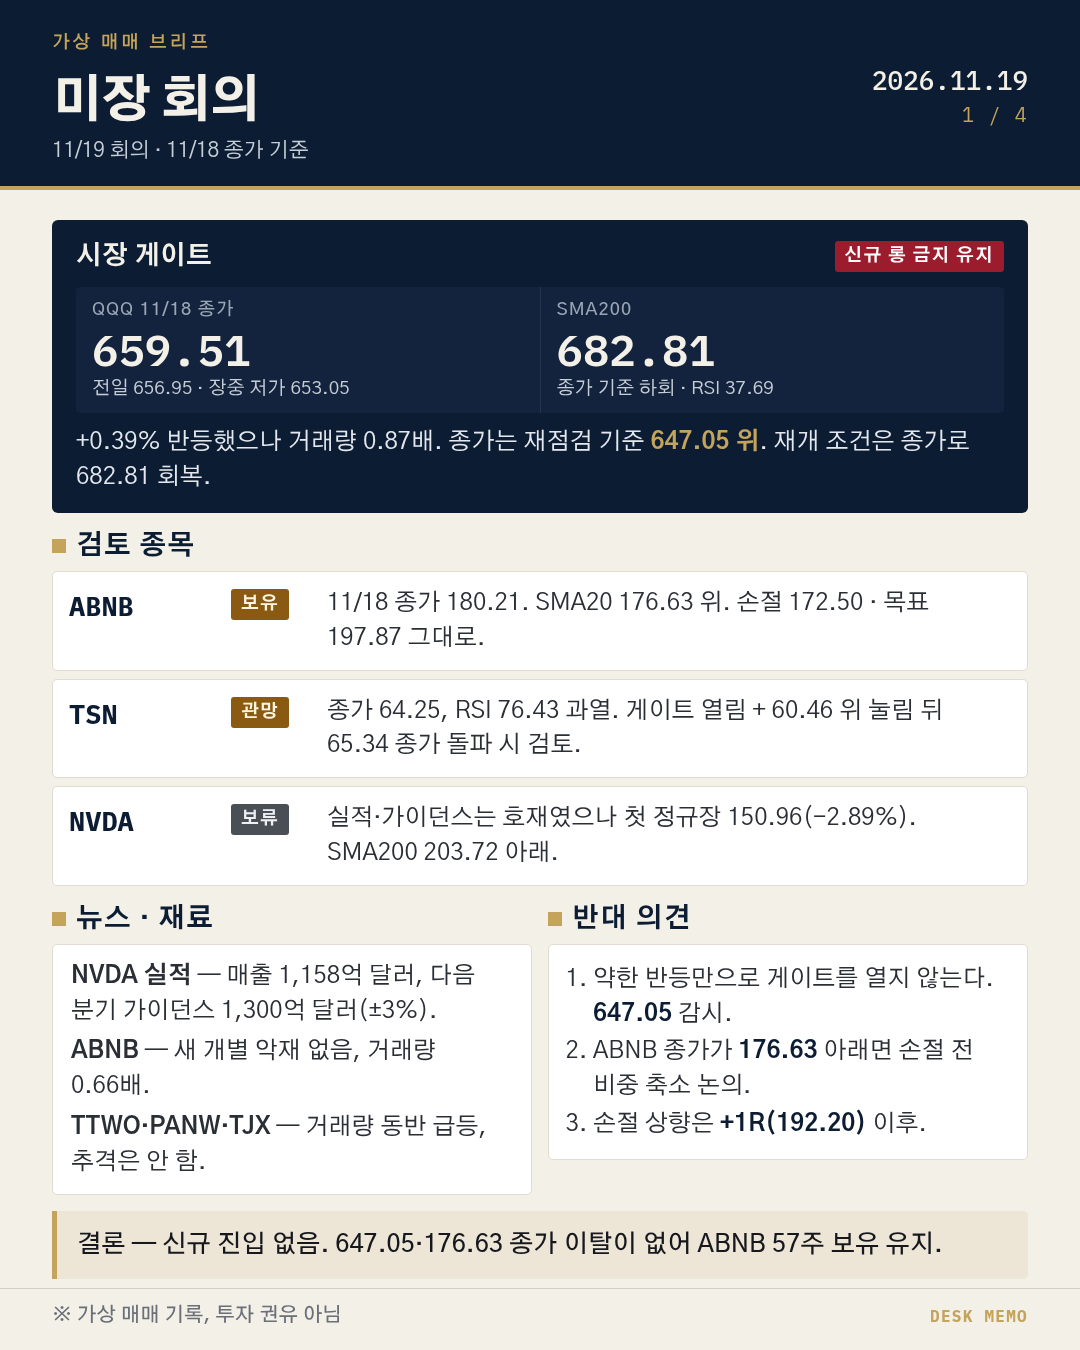 가상 매매 브리프
미장 회의
11/19 회의 · 11/18 종가 기준
2026.11.19
1 / 4
시장 게이트
신규 롱 금지 유지
QQQ 11/18 종가
659.51
전일 656.95 · 장중 저가 653.05
SMA200
682.81
종가 기준 하회 · RSI 37.69
+0.39% 반등했으나 거래량 0.87배. 종가는 재점검 기준 647.05 위. 재개 조건은 종가로
682.81 회복.
검토 종목
ABNB
보유
11/18 종가 180.21. SMA20 176.63 위. 손절 172.50 · 목표
197.87 그대로.
TSN
관망
종가 64.25, RSI 76.43 과열. 게이트 열림 + 60.46 위 눌림 뒤
65.34 종가 돌파 시 검토.
NVDA
보류
실적·가이던스는 호재였으나 첫 정규장 150.96(−2.89%).
SMA200 203.72 아래.
뉴스 · 재료
NVDA 실적 — 매출 1,158억 달러, 다음
분기 가이던스 1,300억 달러(±3%).
ABNB — 새 개별 악재 없음, 거래량
0.66배.
TTWO·PANW·TJX — 거래량 동반 급등,
추격은 안 함.
반대 의견
1. 약한 반등만으로 게이트를 열지 않는다.
647.05 감시.
2. ABNB 종가가 176.63 아래면 손절 전
비중 축소 논의.
3. 손절 상향은 +1R(192.20) 이후.
결론 — 신규 진입 없음. 647.05·176.63 종가 이탈이 없어 ABNB 57주 보유 유지.
※ 가상 매매 기록, 투자 권유 아님
DESK MEMO